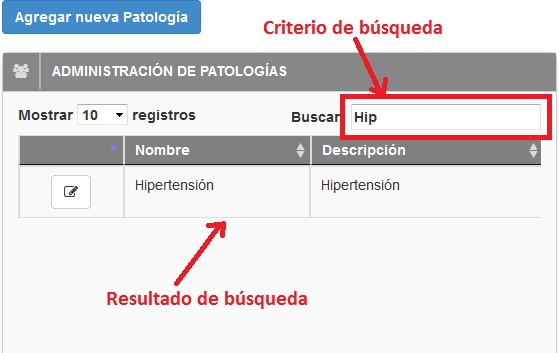 Agregar nueva Patología
Criterio de búsqueda
ADMINISTRACIÓN DE PATOLOGÍAS
Mostrar 10 registros Buscar Hip
Nombre Descripción
Hipertensión Hipertensión
Resultado de búsqueda